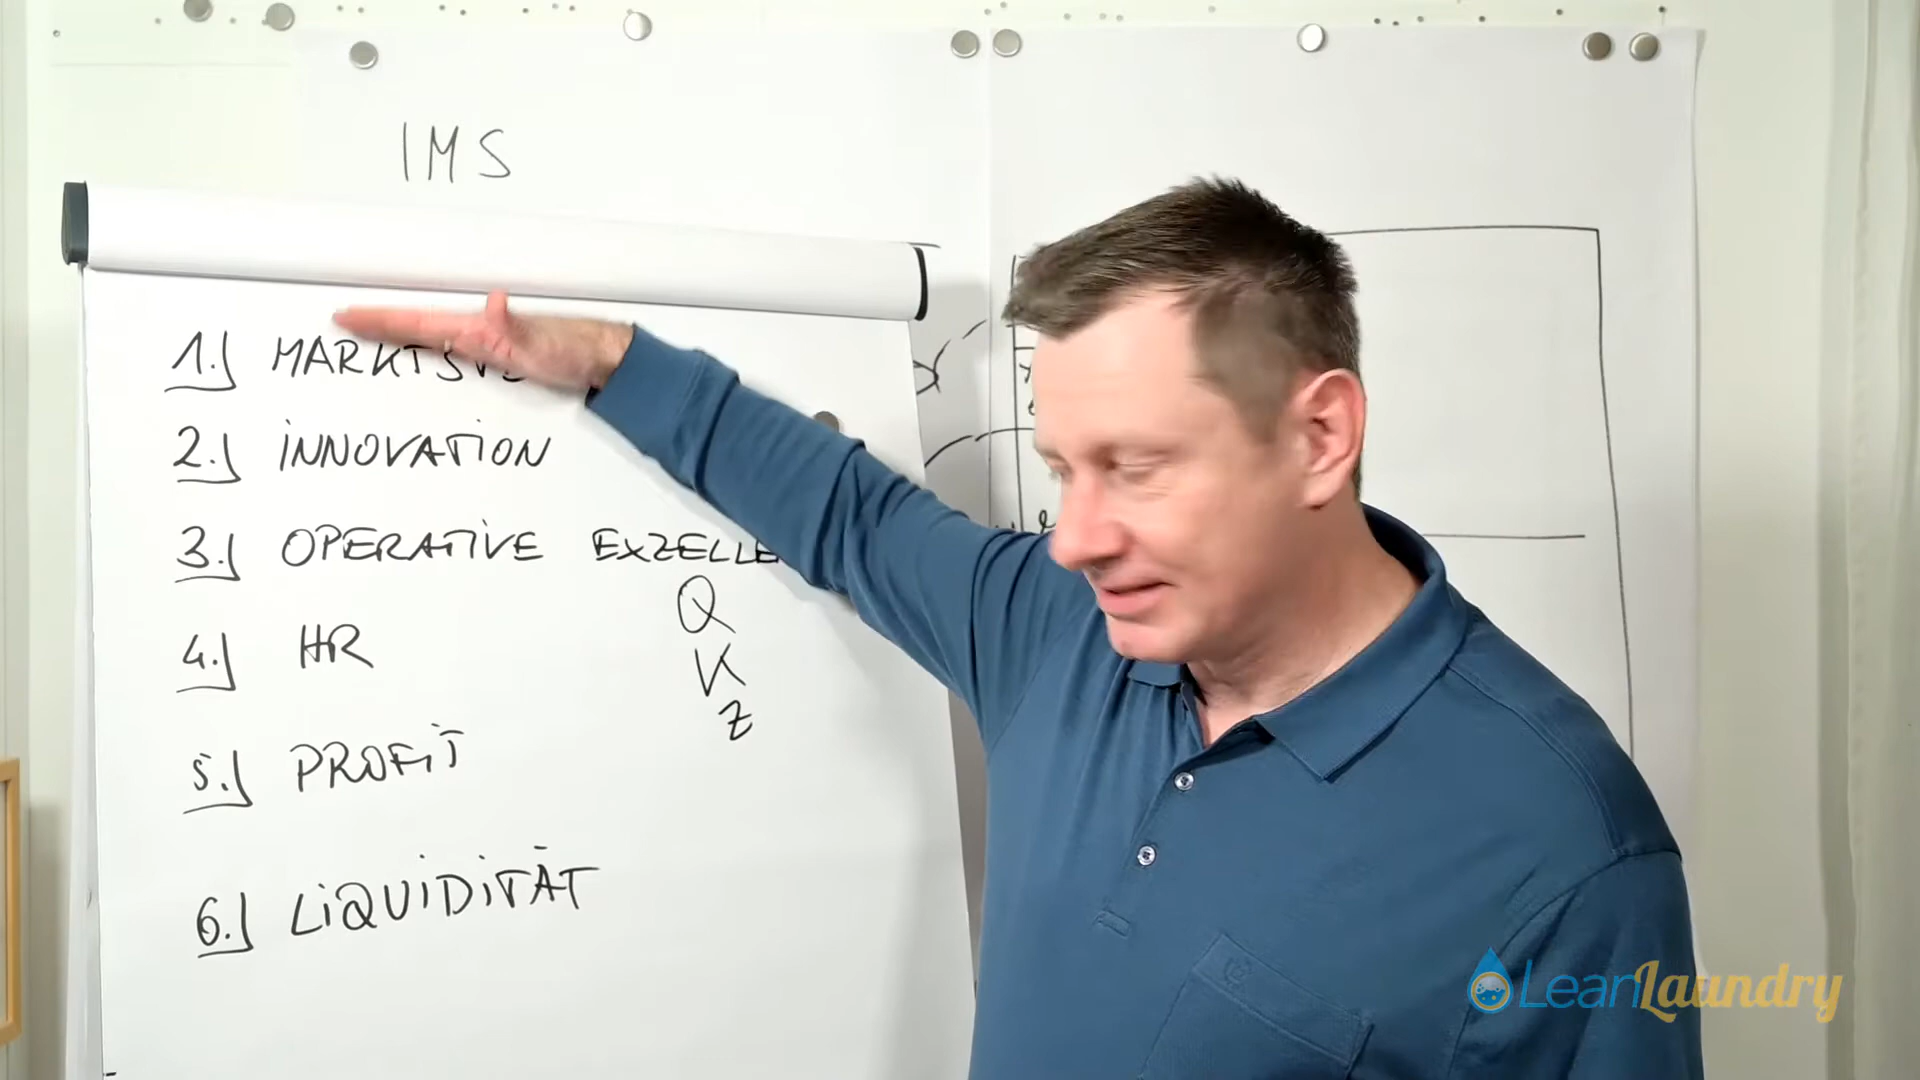 IMS
1.) MARKTS
2.) INNOVATION
3.) OPERATIVE EXZELLE
Q
4.) HR
K
Z
5.) PROFIT
6.) LIQUIDITÄT
LeanLaundry